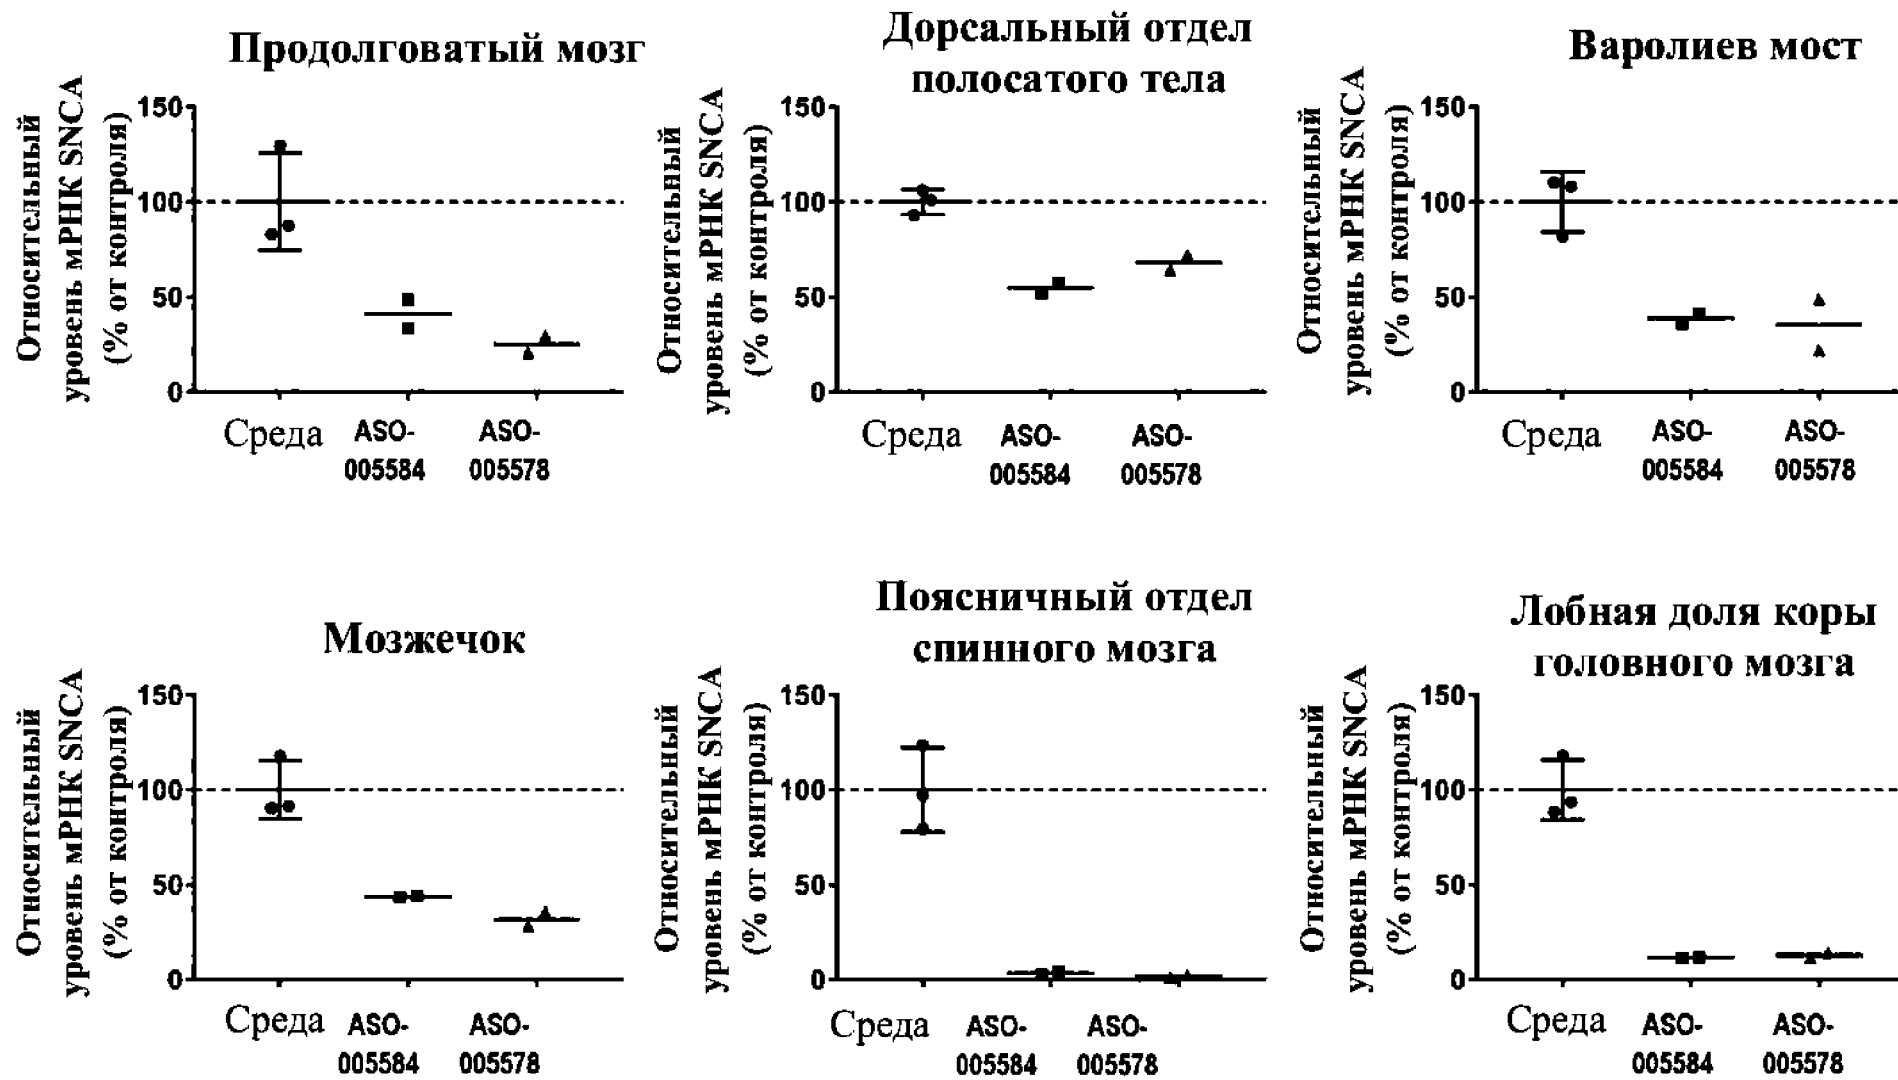 Продолговатый мозг
Относительный
уровень мРНК SNCA
(% от контроля)
150
100
50
0
Среда
ASO-
005584
ASO-
005578
Дорсальный отдел
полосатого тела
Относительный
уровень мРНК SNCA
(% от контроля)
150
100
50
0
Среда
ASO-
005584
ASO-
005578
Варолиев мост
Относительный
уровень мРНК SNCA
(% от контроля)
150
100
50
0
Среда
ASO-
005584
ASO-
005578
Мозжечок
Относительный
уровень мРНК SNCA
(% от контроля)
150
100
50
0
Среда
ASO-
005584
ASO-
005578
Поясничный отдел
спинного мозга
Относительный
уровень мРНК SNCA
(% от контроля)
150
100
50
0
Среда
ASO-
005584
ASO-
005578
Лобная доля коры
головного мозга
Относительный
уровень мРНК SNCA
(% от контроля)
150
100
50
0
Среда
ASO-
005584
ASO-
005578